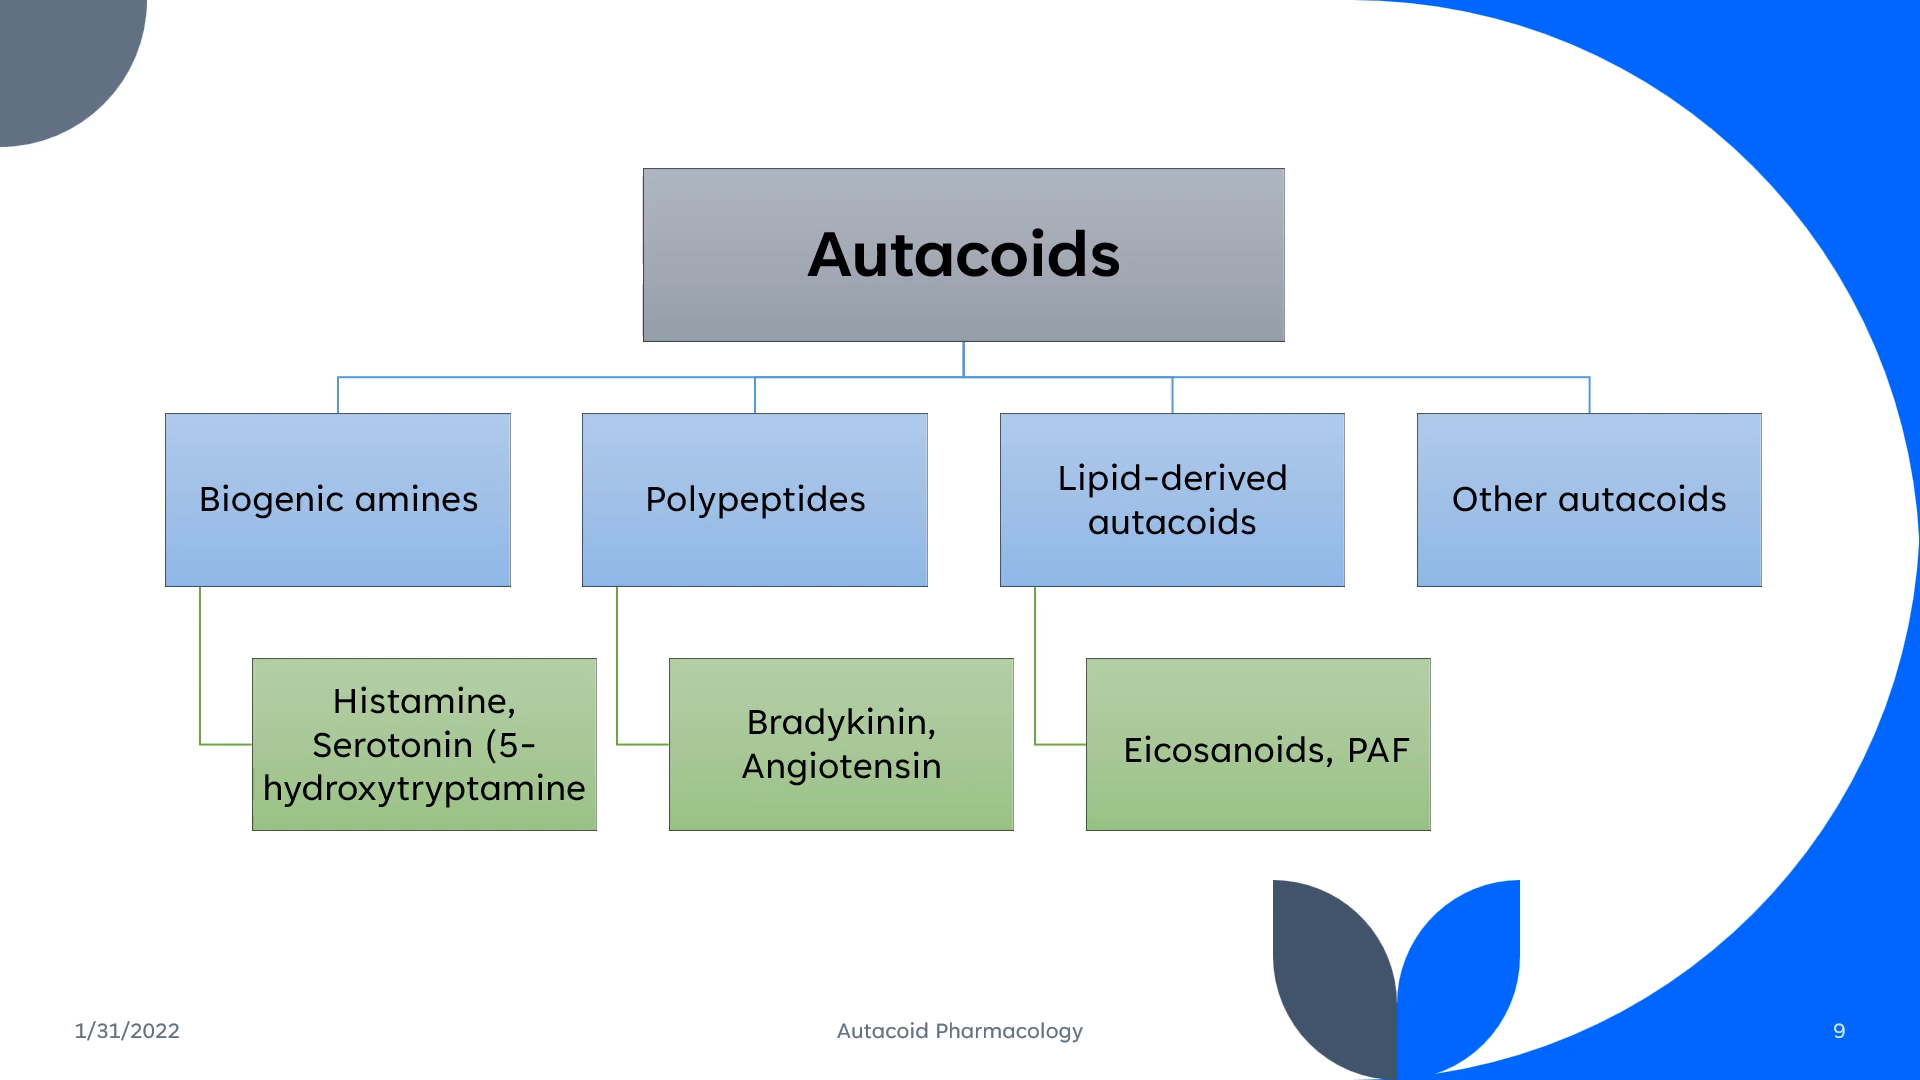 Autacoids
Biogenic amines
Polypeptides
Lipid-derived
autacoids
Other autacoids
Histamine,
Serotonin (5-
hydroxytryptamine
Bradykinin,
Angiotensin
Eicosanoids, PAF
1/31/2022
Autacoid Pharmacology
9